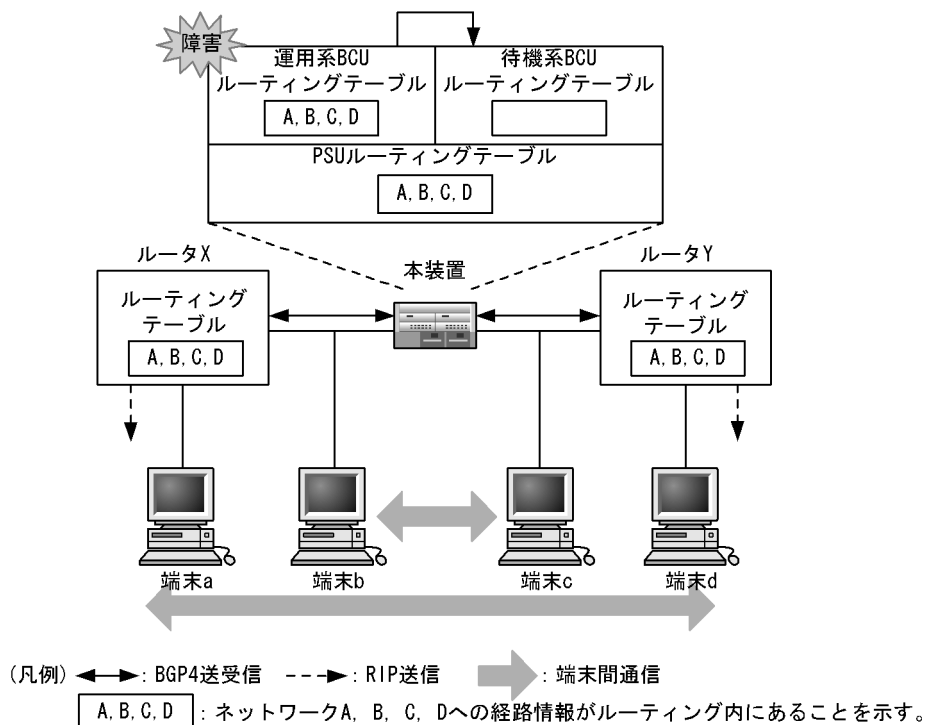 障害
運用系BCU
ルーティングテーブル
A, B, C, D
待機系BCU
ルーティングテーブル
PSUルーティングテーブル
A, B, C, D
ルータX
本装置
ルータY
ルーティング
テーブル
A, B, C, D
ルーティング
テーブル
A, B, C, D
端末a
端末b
端末c
端末d
(凡例) : BGP4送受信 : RIP送信 : 端末間通信
A, B, C, D : ネットワークA, B, C, Dへの経路情報がルーティング内にあることを示す。